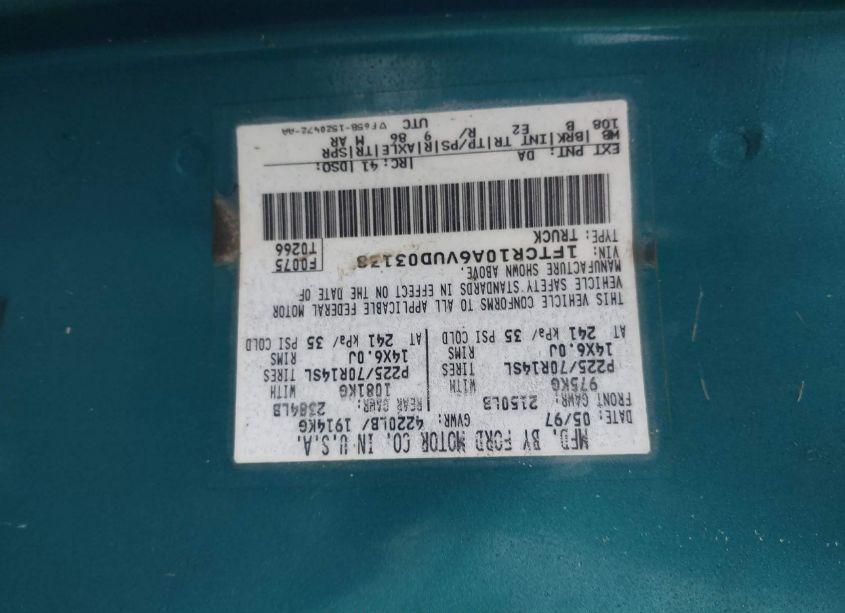 MFD. BY FORD MOTOR CO. IN U.S.A.
DATE: 05/97 GVWR: 4220LB/ 1914KG
FRONT GAWR: 2150LB REAR GAWR: 2384LB
975KG WITH 1081KG WITH
P225/70R14SL TIRES P225/70R14SL TIRES
14X6.0J RIMS 14X6.0J RIMS
AT 241 kPa/ 35 PSI COLD AT 241 kPa/ 35 PSI COLD
THIS VEHICLE CONFORMS TO ALL APPLICABLE FEDERAL MOTOR
VEHICLE SAFETY STANDARDS IN EFFECT ON THE DATE OF
MANUFACTURE SHOWN ABOVE.
VIN: 1FTCR10A6VUD03138 F0075
TYPE: TRUCK T0266
EXT PNT: DA RC: 41 DSO:
WB BRK INT TR TP/PS R AXLE TR SPR
108 B E2 R/ 9 86 M AR
UTC ▽F65B-1520472-AA